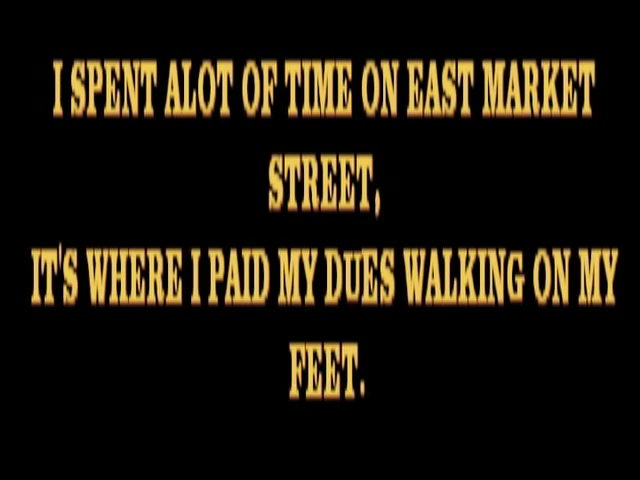 I SPENT ALOT OF TIME ON EAST MARKET
STREET,
IT'S WHERE I PAID MY DUES WALKING ON MY
FEET.